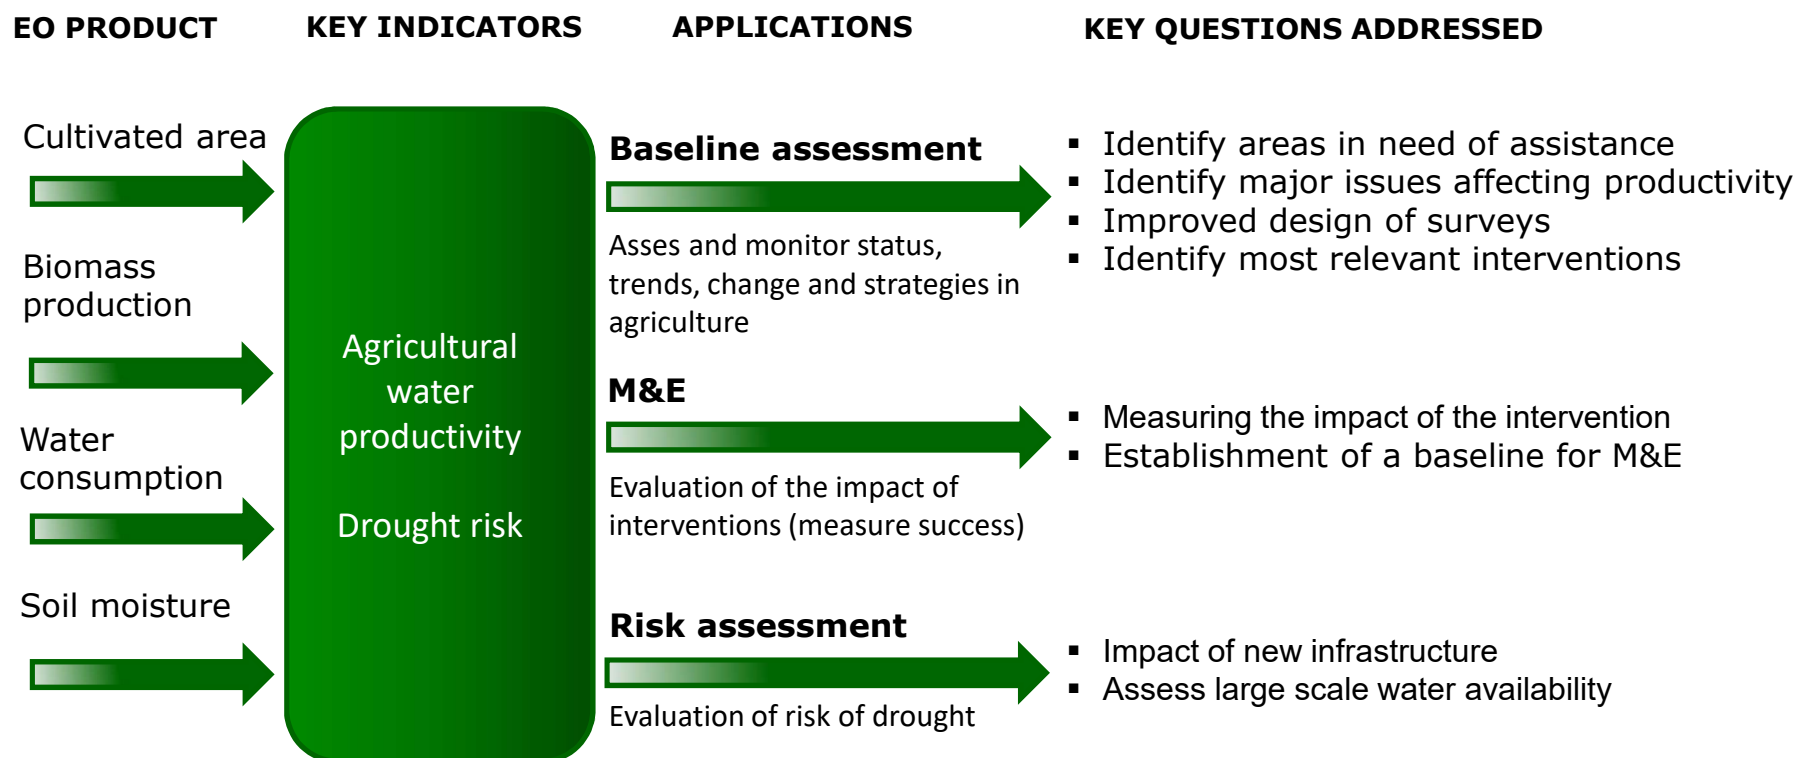 EO PRODUCT
KEY INDICATORS
APPLICATIONS
KEY QUESTIONS ADDRESSED
Cultivated area
Biomass
production
Water
consumption
Soil moisture
Agricultural
water
productivity
Drought risk
Baseline assessment
Asses and monitor status,
trends, change and strategies in
agriculture
▪ Identify areas in need of assistance
▪ Identify major issues affecting productivity
▪ Improved design of surveys
▪ Identify most relevant interventions
M&E
Evaluation of the impact of
interventions (measure success)
▪ Measuring the impact of the intervention
▪ Establishment of a baseline for M&E
Risk assessment
Evaluation of risk of drought
▪ Impact of new infrastructure
▪ Assess large scale water availability